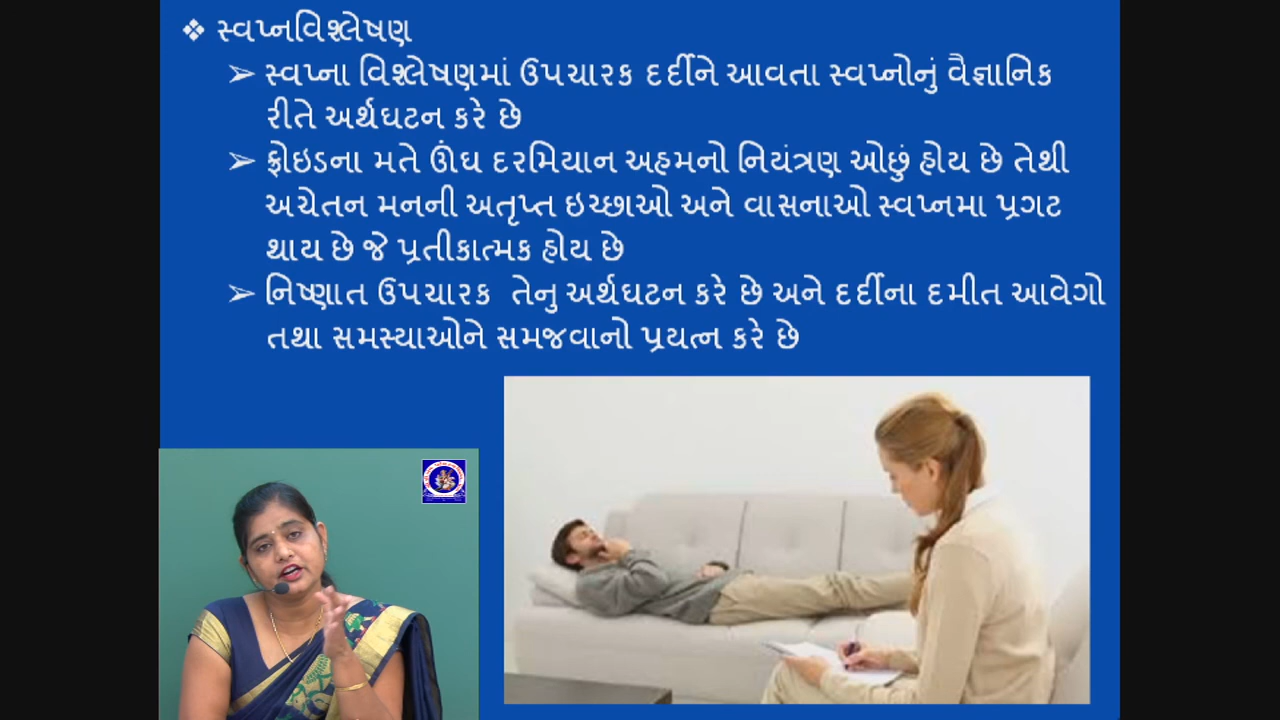 ❖ સ્વપ્નવિશ્લેષણ
➢ સ્વપ્ના વિશ્લેષણમાં ઉપચારક દર્દીને આવતા સ્વપ્નોનું વૈજ્ઞાનિક
રીતે અર્થઘટન કરે છે
➢ ફ્રોઇડના મતે ઊંઘ દરમિયાન અહમનો નિયંત્રણ ઓછું હોય છે તેથી
અચેતન મનની અતૃપ્ત ઇચ્છાઓ અને વાસનાઓ સ્વપ્નમા પ્રગટ
થાય છે જે પ્રતીકાત્મક હોય છે
➢ નિષ્ણાત ઉપચારક તેનુ અર્થઘટન કરે છે અને દર્દીના દમીત આવેગો
તથા સમસ્યાઓને સમજવાનો પ્રયત્ન કરે છે